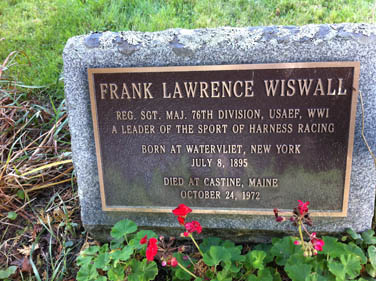 FRANK LAWRENCE WISWALL
REG. SGT. MAJ. 76TH DIVISION, USAEF, WWI
A LEADER OF THE SPORT OF HARNESS RACING
BORN AT WATERVLIET, NEW YORK
JULY 8, 1895
DIED AT CASTINE, MAINE
OCTOBER 24, 1972